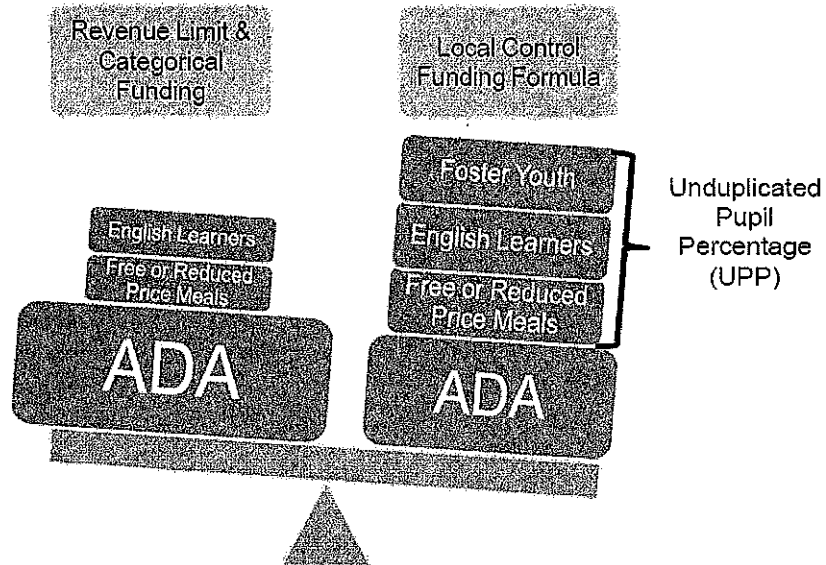 Revenue Limit &
Categorical
Funding
Local Control
Funding Formula
English Learners
Free or Reduced
Price Meals
ADA
Foster Youth
English Learners
Free or Reduced
Price Meals
ADA
Unduplicated
Pupil
Percentage
(UPP)